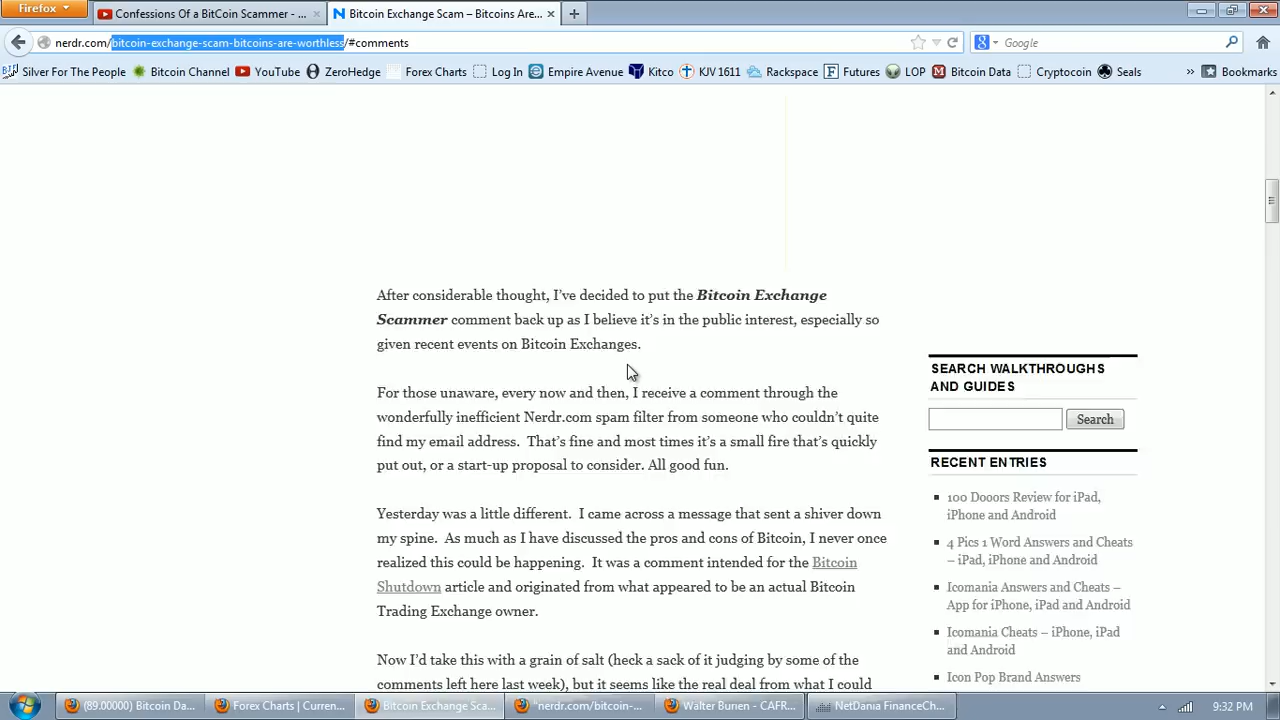 Firefox
Confessions Of a BitCoin Scammer - ...
Bitcoin Exchange Scam – Bitcoins Are...
nerdr.com/bitcoin-exchange-scam-bitcoins-are-worthless/#comments
Google
Silver For The People
Bitcoin Channel
YouTube
ZeroHedge
Forex Charts
Log In
Empire Avenue
Kitco
KJV 1611
Rackspace
Futures
LOP
Bitcoin Data
Cryptocoin
Seals
»
Bookmarks
After considerable thought, I've decided to put the Bitcoin Exchange
Scammer comment back up as I believe it's in the public interest, especially so
given recent events on Bitcoin Exchanges.
For those unaware, every now and then, I receive a comment through the
wonderfully inefficient Nerdr.com spam filter from someone who couldn't quite
find my email address.  That's fine and most times it's a small fire that's quickly
put out, or a start-up proposal to consider. All good fun.
Yesterday was a little different.  I came across a message that sent a shiver down
my spine.  As much as I have discussed the pros and cons of Bitcoin, I never once
realized this could be happening.  It was a comment intended for the Bitcoin
Shutdown article and originated from what appeared to be an actual Bitcoin
Trading Exchange owner.
Now I'd take this with a grain of salt (heck a sack of it judging by some of the
comments left here last week), but it seems like the real deal from what I could
SEARCH WALKTHROUGHS
AND GUIDES
Search
RECENT ENTRIES
100 Dooors Review for iPad,
iPhone and Android
4 Pics 1 Word Answers and Cheats
– iPad, iPhone and Android
Icomania Answers and Cheats –
App for iPhone, iPad and Android
Icomania Cheats – iPhone, iPad
and Android
Icon Pop Brand Answers
(89.00000) Bitcoin Da...
Forex Charts | Curren...
Bitcoin Exchange Sca...
"nerdr.com/bitcoin-...
Walter Bunen - CAFR...
NetDania FinanceCh...
9:32 PM